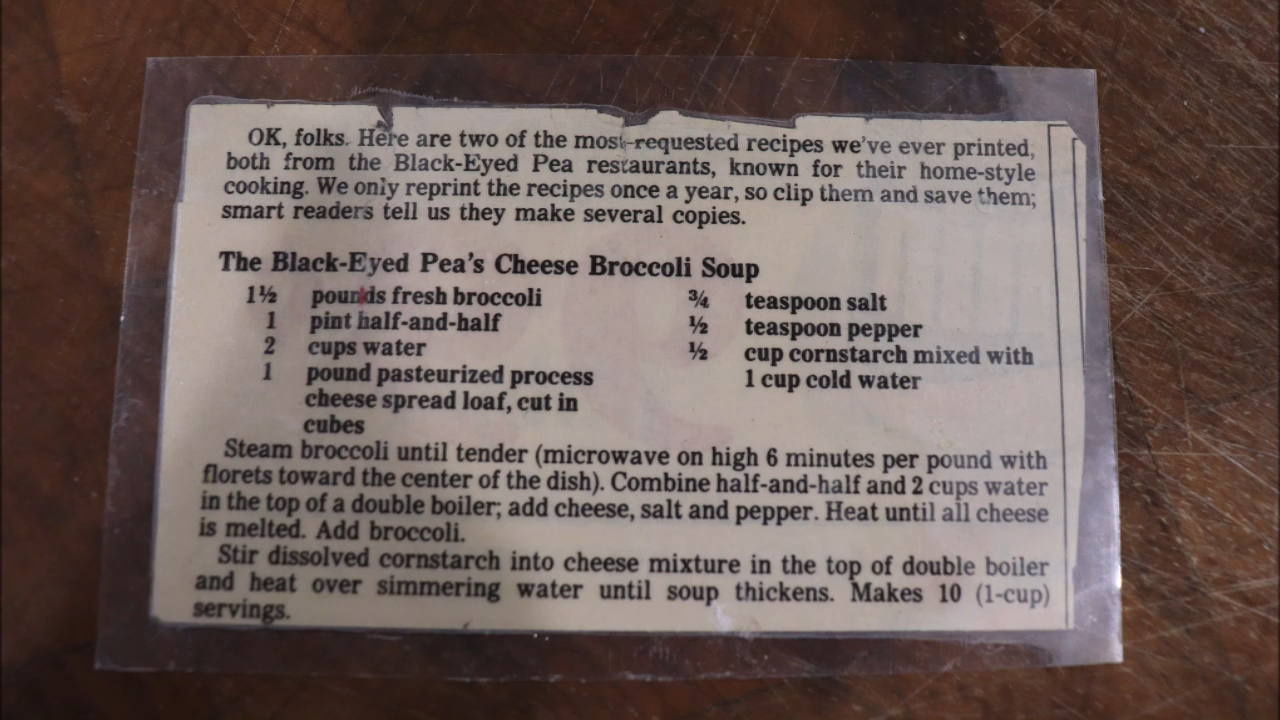 OK, folks. Here are two of the most-requested recipes we've ever printed,
both from the Black-Eyed Pea restaurants, known for their home-style
cooking. We only reprint the recipes once a year, so clip them and save them;
smart readers tell us they make several copies.
The Black-Eyed Pea's Cheese Broccoli Soup
1½ pounds fresh broccoli
1 pint half-and-half
2 cups water
1 pound pasteurized process
cheese spread loaf, cut in
cubes
¾ teaspoon salt
½ teaspoon pepper
½ cup cornstarch mixed with
1 cup cold water
Steam broccoli until tender (microwave on high 6 minutes per pound with
florets toward the center of the dish). Combine half-and-half and 2 cups water
in the top of a double boiler; add cheese, salt and pepper. Heat until all cheese
is melted. Add broccoli.
Stir dissolved cornstarch into cheese mixture in the top of double boiler
and heat over simmering water until soup thickens. Makes 10 (1-cup)
servings.